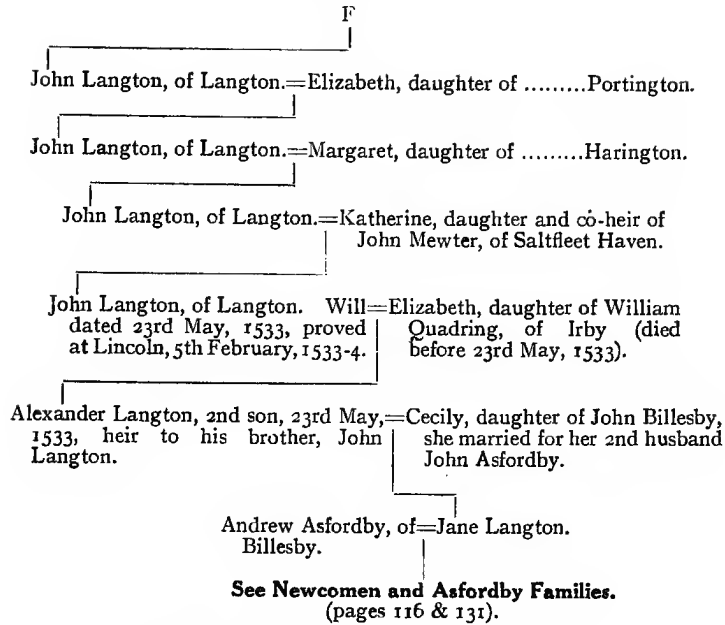 F
John Langton, of Langton.=Elizabeth, daughter of .........Portington.
John Langton, of Langton.=Margaret, daughter of .........Harington.
John Langton, of Langton.=Katherine, daughter and cȯ-heir of
John Mewter, of Saltfleet Haven.
John Langton, of Langton. Will=Elizabeth, daughter of William
dated 23rd May, 1533, proved Quadring, of Irby (died
at Lincoln, 5th February, 1533-4. before 23rd May, 1533).
Alexander Langton, 2nd son, 23rd May,=Cecily, daughter of John Billesby,
1533, heir to his brother, John she married for her 2nd husband
Langton. John Asfordby.
Andrew Asfordby, of=Jane Langton.
Billesby.
See Newcomen and Asfordby Families.
(pages 116 & 131).